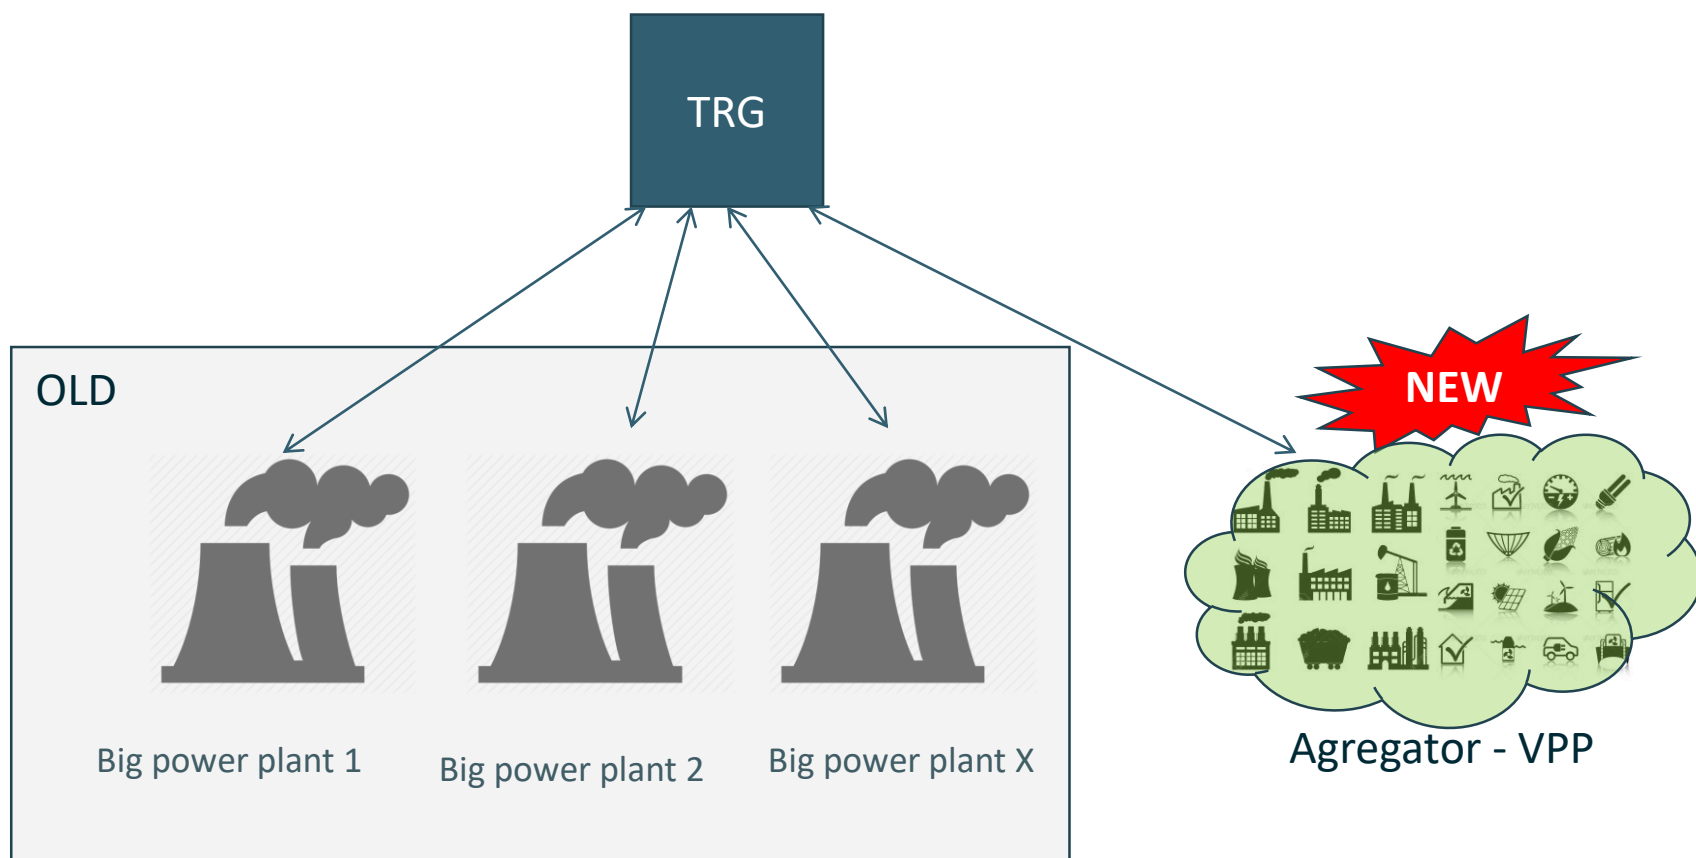 TRG
OLD
NEW
Big power plant 1
Big power plant 2
Big power plant X
Agregator - VPP